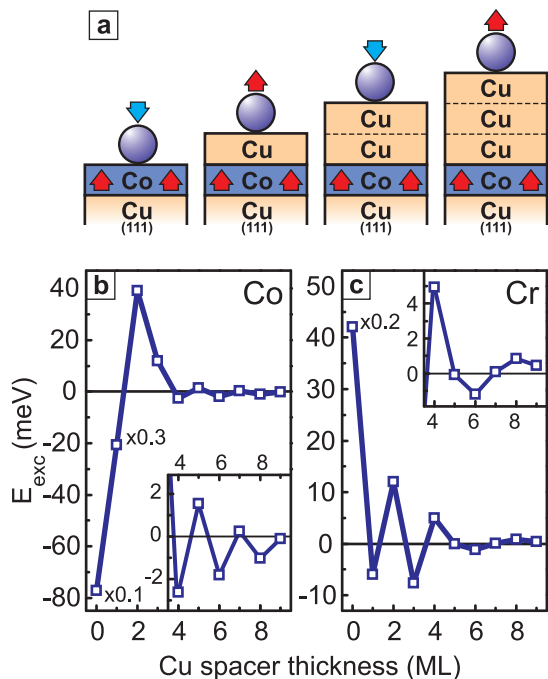 a
Cu
Cu Cu
Cu Cu Cu
Co Co Co Co
Cu Cu Cu Cu
(111) (111) (111) (111)
b Co
c Cr
E_exc (meV)
40
20
0
-20
-40
-60
-80
x0.3
x0.1
4 6 8
2
0
-2
0 2 4 6 8
50
40
30
20
10
0
-10
x0.2
4
2
0
4 6 8
0 2 4 6 8
Cu spacer thickness (ML)